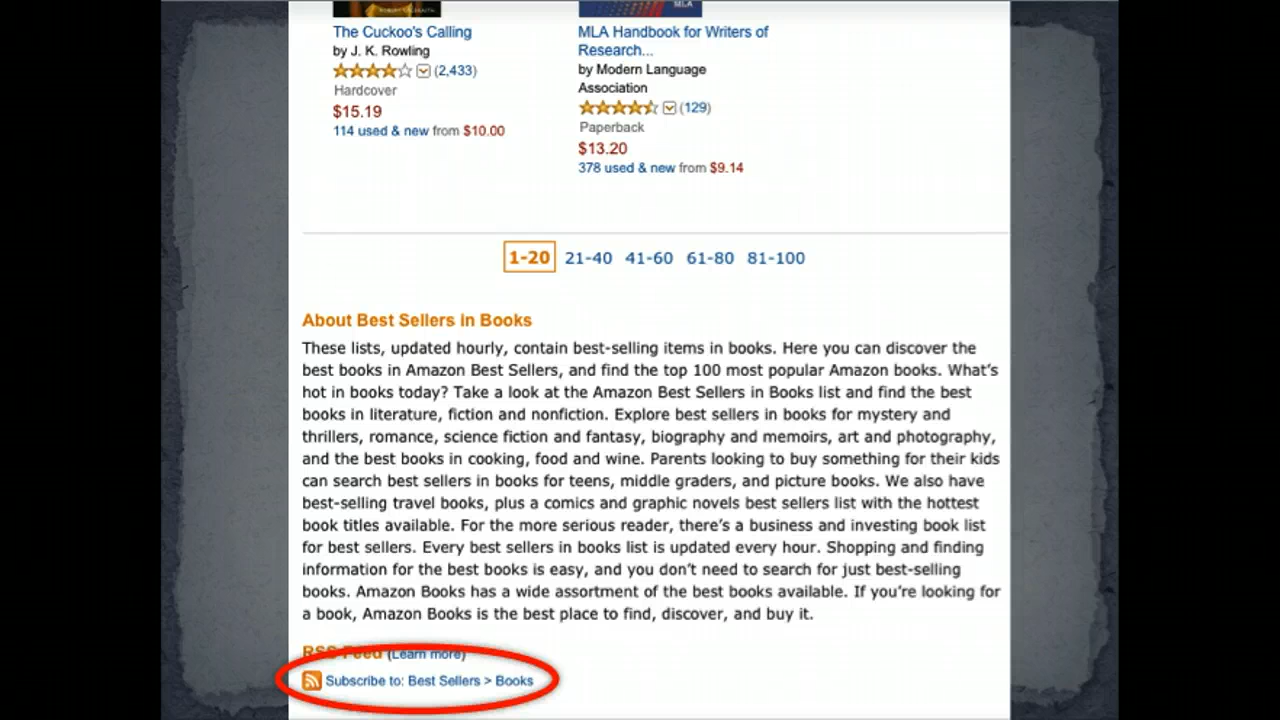 MLA
The Cuckoo's Calling
by J. K. Rowling
(2,433)
Hardcover
$15.19
114 used & new from $10.00
MLA Handbook for Writers of
Research...
by Modern Language
Association
(129)
Paperback
$13.20
378 used & new from $9.14
1-20 21-40 41-60 61-80 81-100
About Best Sellers in Books
These lists, updated hourly, contain best-selling items in books. Here you can discover the
best books in Amazon Best Sellers, and find the top 100 most popular Amazon books. What's
hot in books today? Take a look at the Amazon Best Sellers in Books list and find the best
books in literature, fiction and nonfiction. Explore best sellers in books for mystery and
thrillers, romance, science fiction and fantasy, biography and memoirs, art and photography,
and the best books in cooking, food and wine. Parents looking to buy something for their kids
can search best sellers in books for teens, middle graders, and picture books. We also have
best-selling travel books, plus a comics and graphic novels best sellers list with the hottest
book titles available. For the more serious reader, there's a business and investing book list
for best sellers. Every best sellers in books list is updated every hour. Shopping and finding
information for the best books is easy, and you don't need to search for just best-selling
books. Amazon Books has a wide assortment of the best books available. If you're looking for
a book, Amazon Books is the best place to find, discover, and buy it.
RSS Feed (Learn more)
Subscribe to: Best Sellers > Books